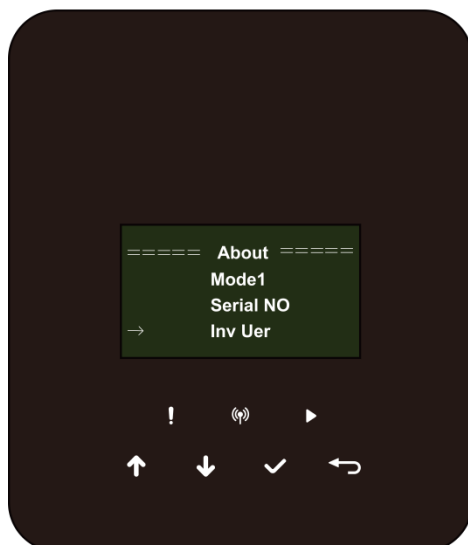 ===== About =====
Mode1
Serial NO
→ Inv Uer